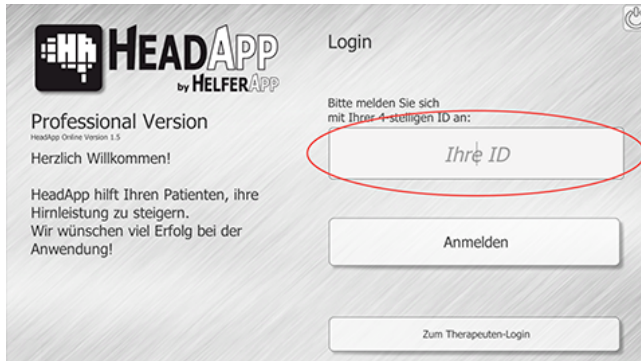 HEADAPP
by HELFERAPP
Professional Version
HeadApp Online Version 1.5
Herzlich Willkommen!
HeadApp hilft Ihren Patienten, ihre
Hirnleistung zu steigern.
Wir wünschen viel Erfolg bei der
Anwendung!
Login
Bitte melden Sie sich
mit Ihrer 4-stelligen ID an:
Ihre ID
Anmelden
Zum Therapeuten-Login